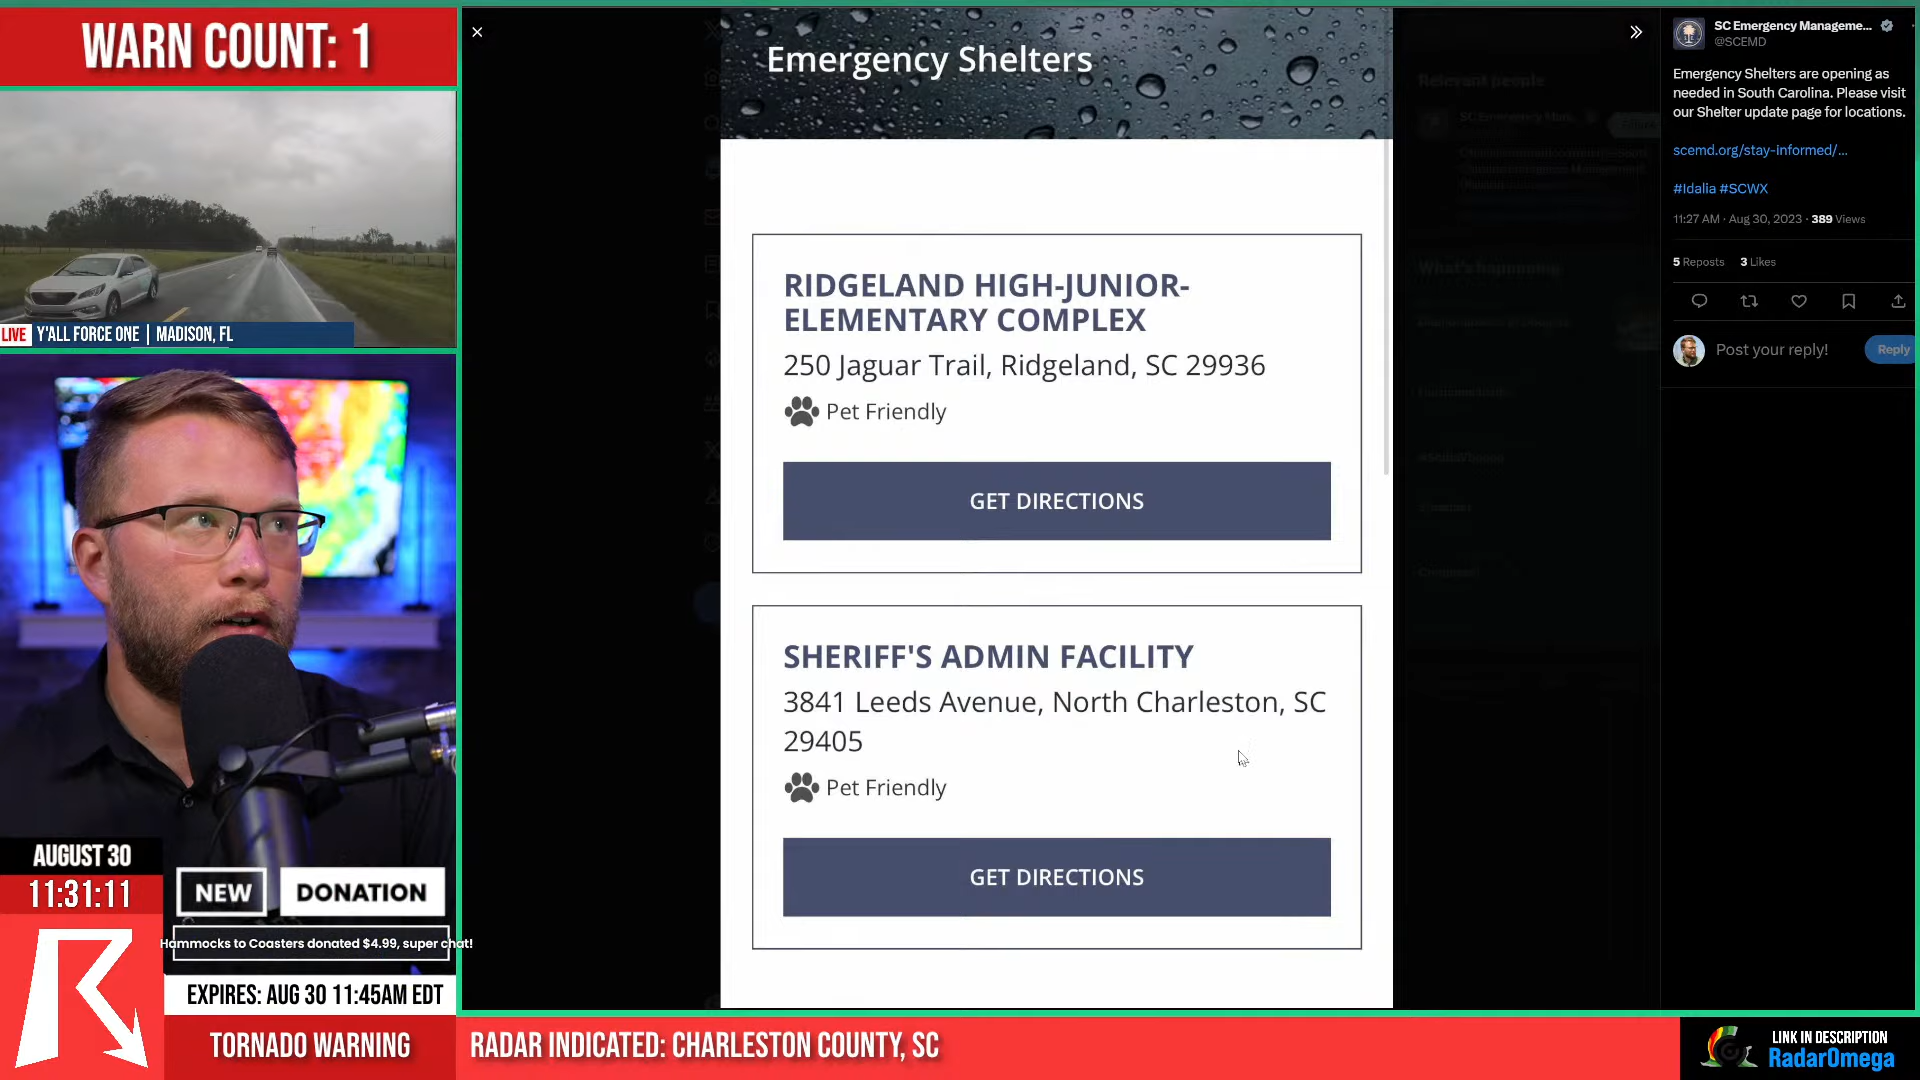 WARN COUNT: 1
LIVE Y'ALL FORCE ONE | MADISON, FL
AUGUST 30
11:31:11
NEW DONATION
Hammocks to Coasters donated $4.99, super chat!
EXPIRES: AUG 30 11:45AM EDT
TORNADO WARNING
RADAR INDICATED: CHARLESTON COUNTY, SC
LINK IN DESCRIPTION
RadarOmega
Emergency Shelters
RIDGELAND HIGH-JUNIOR-
ELEMENTARY COMPLEX
250 Jaguar Trail, Ridgeland, SC 29936
Pet Friendly
GET DIRECTIONS
SHERIFF'S ADMIN FACILITY
3841 Leeds Avenue, North Charleston, SC
29405
Pet Friendly
GET DIRECTIONS
Relevant people
What's happening
SC Emergency Manageme...
@SCEMD
Emergency Shelters are opening as
needed in South Carolina. Please visit
our Shelter update page for locations.
scemd.org/stay-informed/...
#Idalia #SCWX
11:27 AM · Aug 30, 2023 · 389 Views
5 Reposts 3 Likes
Post your reply!
Reply